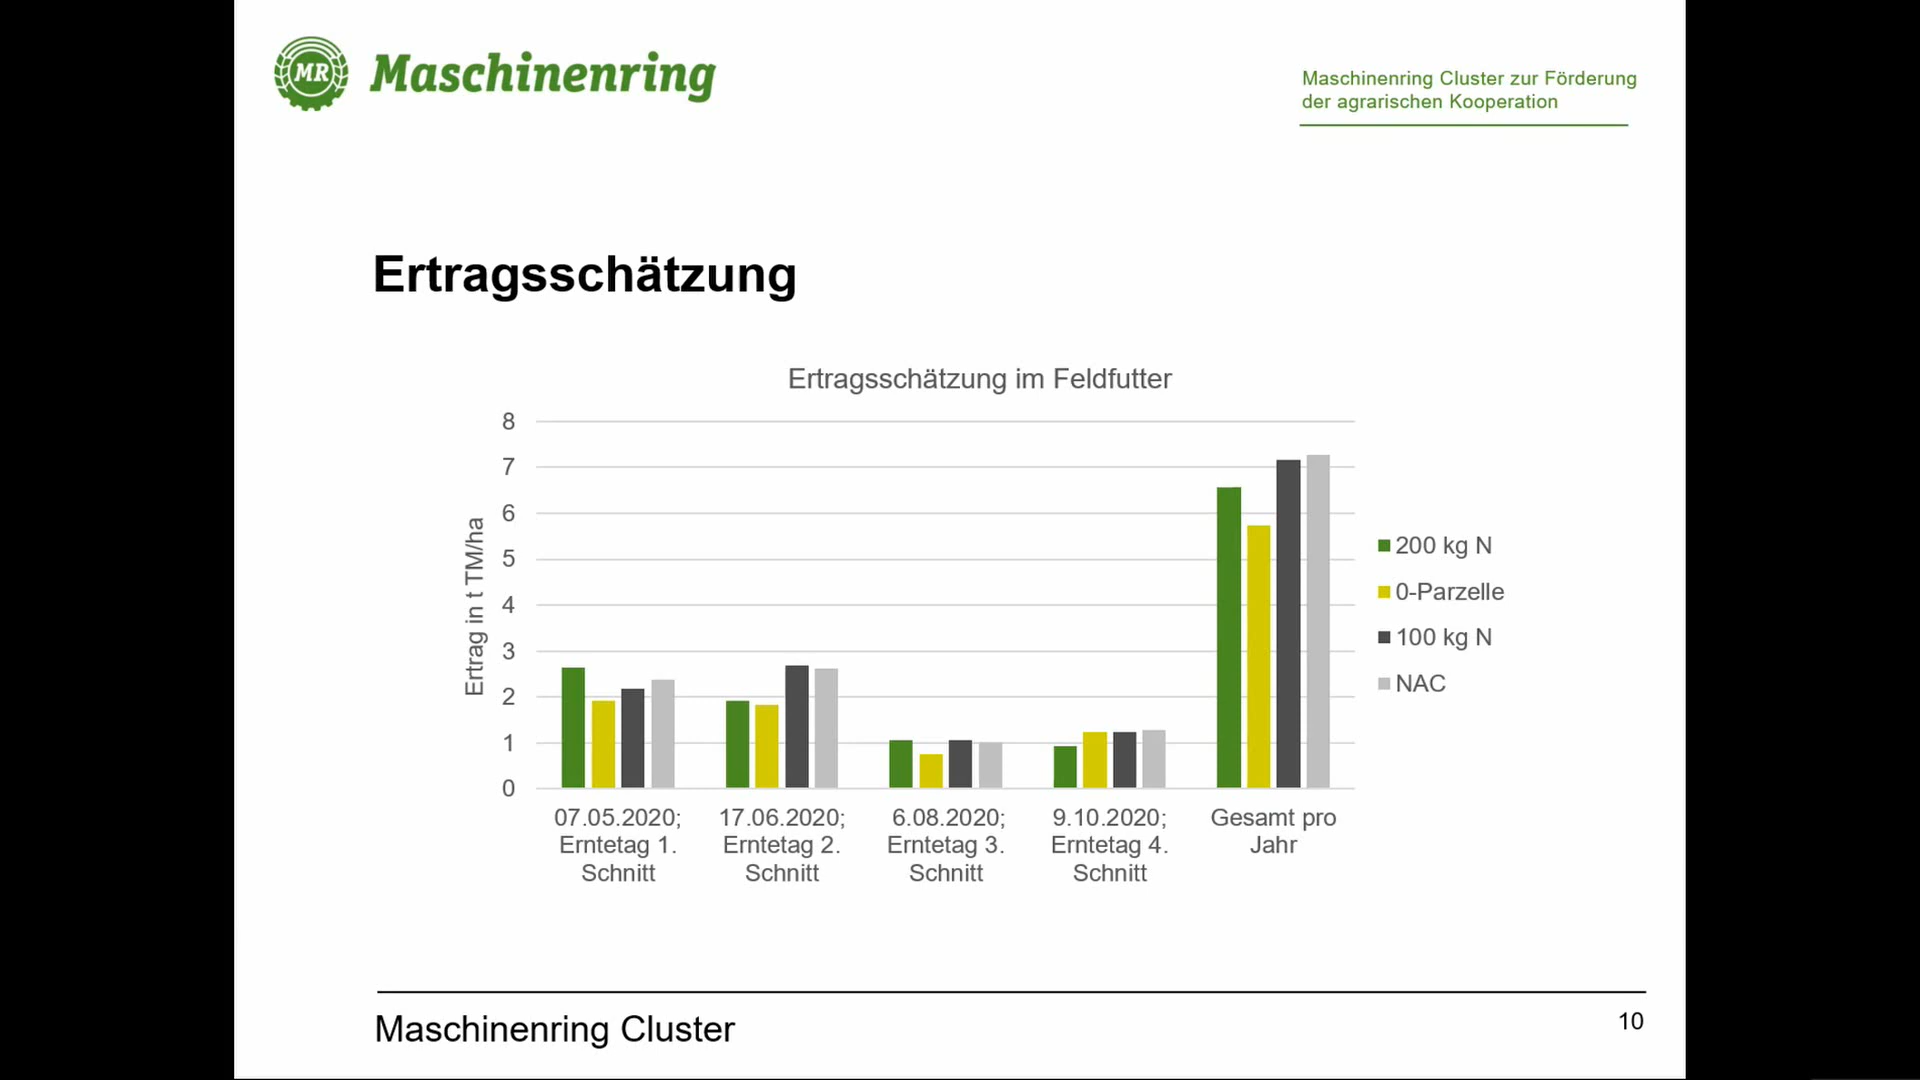 MR Maschinenring
Maschinenring Cluster zur Förderung
der agrarischen Kooperation
Ertragsschätzung
Ertragsschätzung im Feldfutter
Ertrag in t TM/ha
8
7
6
5
4
3
2
1
0
07.05.2020;
Erntetag 1.
Schnitt
17.06.2020;
Erntetag 2.
Schnitt
6.08.2020;
Erntetag 3.
Schnitt
9.10.2020;
Erntetag 4.
Schnitt
Gesamt pro
Jahr
200 kg N
0-Parzelle
100 kg N
NAC
Maschinenring Cluster
10